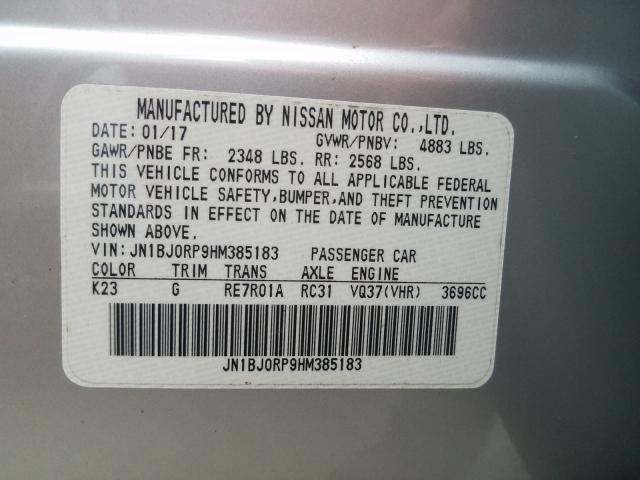 MANUFACTURED BY NISSAN MOTOR CO.,LTD.
DATE: 01/17 GVWR/PNBV: 4883 LBS.
GAWR/PNBE FR: 2348 LBS. RR: 2568 LBS.
THIS VEHICLE CONFORMS TO ALL APPLICABLE FEDERAL
MOTOR VEHICLE SAFETY,BUMPER,AND THEFT PREVENTION
STANDARDS IN EFFECT ON THE DATE OF MANUFACTURE
SHOWN ABOVE.
VIN:JN1BJ0RP9HM385183 PASSENGER CAR
COLOR TRIM TRANS AXLE ENGINE
K23 G RE7R01A RC31 VQ37(VHR) 3696CC
JN1BJ0RP9HM385183